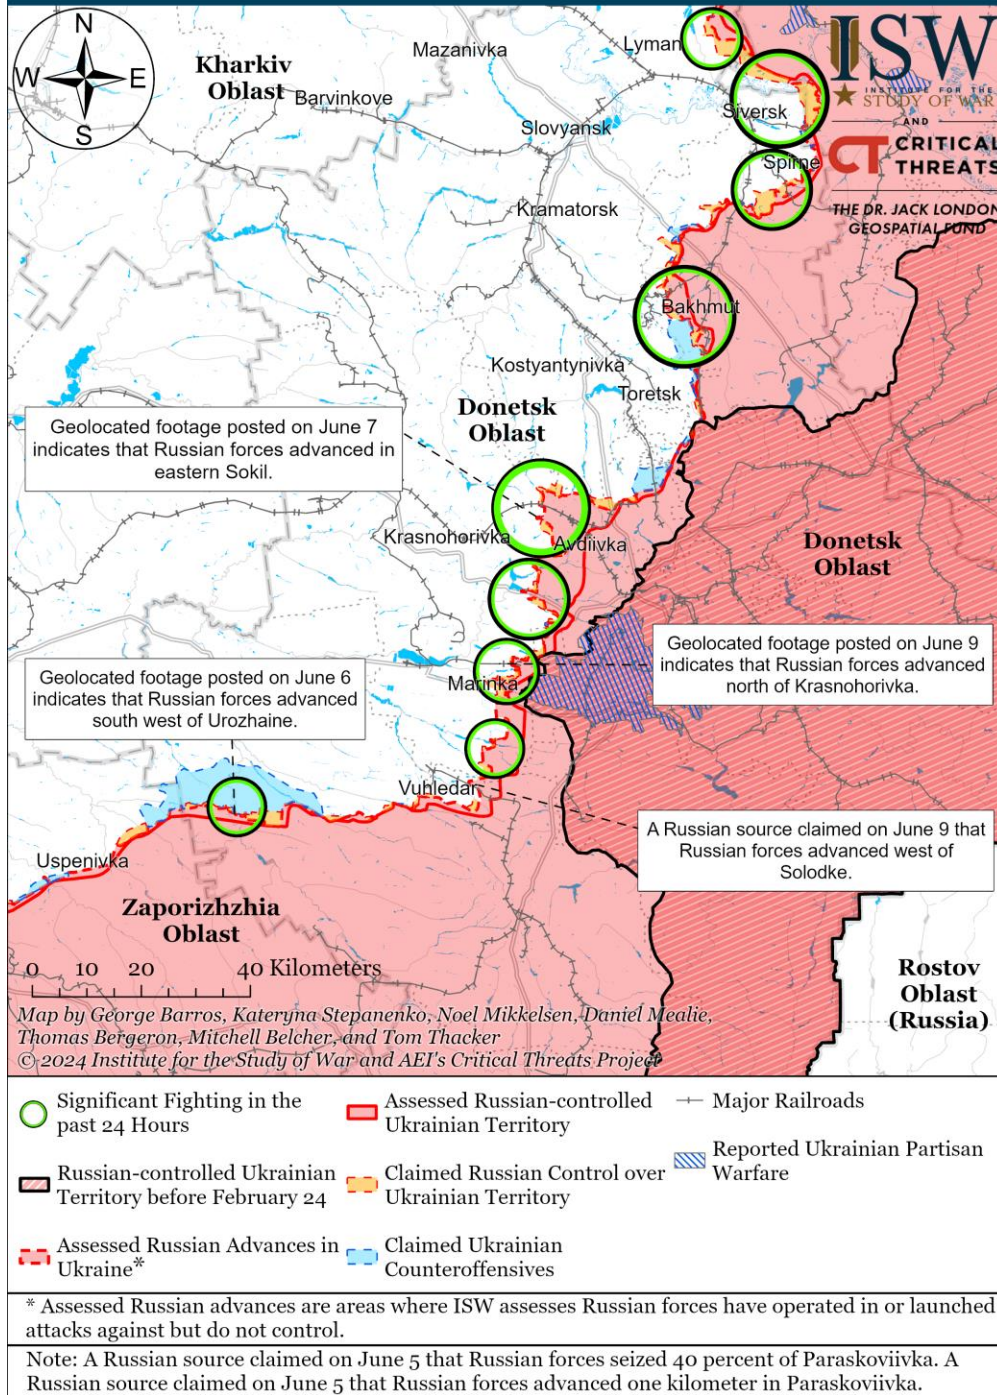 N
W
E
S
Kharkiv
Oblast
Mazanivka
Barvinkove
Slovyansk
Lyman
ISW
INSTITUTE FOR THE
STUDY OF WAR
AND
CT CRITICAL
THREATS
THE DR. JACK LONDON
GEOSPATIAL FUND
Siversk
Spirne
Kramatorsk
Bakhmut
Kostyantynivka
Toretsk
Donetsk
Oblast
Geolocated footage posted on June 7
indicates that Russian forces advanced in
eastern Sokil.
Krasnohorivka
Avdiivka
Donetsk
Oblast
Geolocated footage posted on June 9
indicates that Russian forces advanced
north of Krasnohorivka.
Geolocated footage posted on June 6
indicates that Russian forces advanced
south west of Urozhaine.
Marinka
Vuhledar
A Russian source claimed on June 9 that
Russian forces advanced west of
Solodke.
Uspenivka
Zaporizhzhia
Oblast
Rostov
Oblast
(Russia)
0 10 20 40 Kilometers
Map by George Barros, Kateryna Stepanenko, Noel Mikkelsen, Daniel Mealie,
Thomas Bergeron, Mitchell Belcher, and Tom Thacker
© 2024 Institute for the Study of War and AEI's Critical Threats Project
Significant Fighting in the
past 24 Hours
Russian-controlled Ukrainian
Territory before February 24
Assessed Russian Advances in
Ukraine*
Assessed Russian-controlled
Ukrainian Territory
Claimed Russian Control over
Ukrainian Territory
Claimed Ukrainian
Counteroffensives
Major Railroads
Reported Ukrainian Partisan
Warfare
* Assessed Russian advances are areas where ISW assesses Russian forces have operated in or launched
attacks against but do not control.
Note: A Russian source claimed on June 5 that Russian forces seized 40 percent of Paraskoviivka. A
Russian source claimed on June 5 that Russian forces advanced one kilometer in Paraskoviivka.